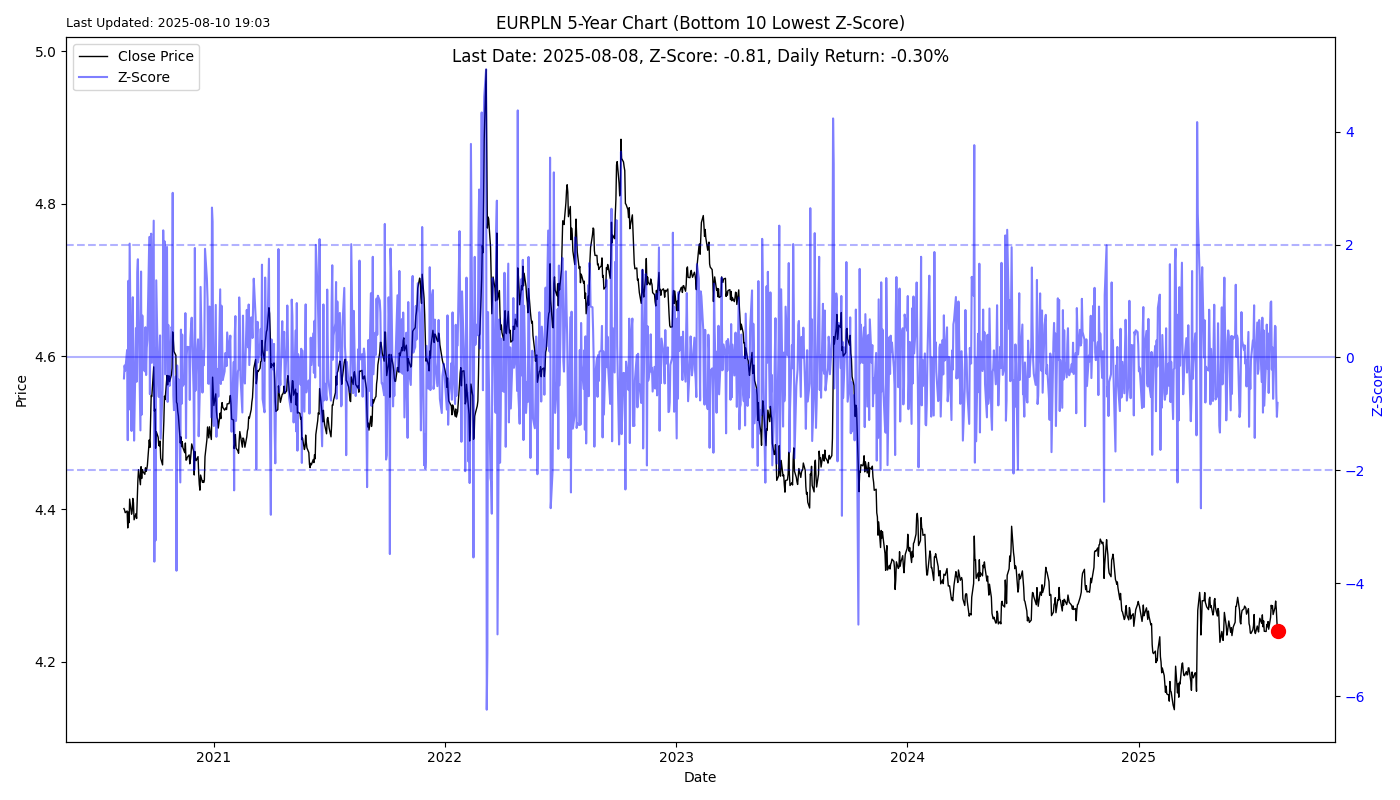 Last Updated: 2025-08-10 19:03
EURPLN 5-Year Chart (Bottom 10 Lowest Z-Score)
Last Date: 2025-08-08, Z-Score: -0.81, Daily Return: -0.30%
Close Price
Z-Score
5.0
4.8
4.6
4.4
4.2
Price
4
2
0
−2
−4
−6
Z-Score
2021
2022
2023
2024
2025
Date